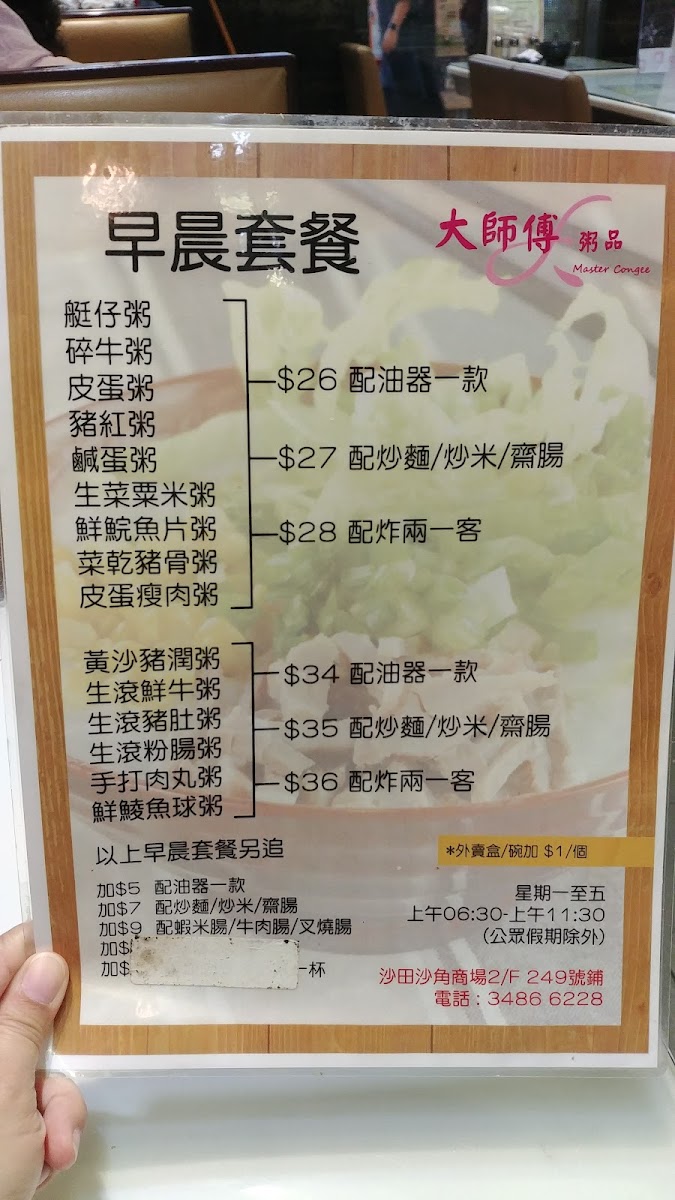 早晨套餐
大師傅 粥品
Master Congee
艇仔粥
碎牛粥
皮蛋粥
豬紅粥
鹹蛋粥
生菜粟米粥
鮮鯇魚片粥
菜乾豬骨粥
皮蛋瘦肉粥
$26 配油器一款
$27 配炒麵/炒米/齋腸
$28 配炸兩一客
黃沙豬潤粥
生滾鮮牛粥
生滾豬肚粥
生滾粉腸粥
手打肉丸粥
鮮鯪魚球粥
$34 配油器一款
$35 配炒麵/炒米/齋腸
$36 配炸兩一客
以上早晨套餐另追
加$5 配油器一款
加$7 配炒麵/炒米/齋腸
加$9 配蝦米腸/牛肉腸/叉燒腸
加$
加$ 一杯
*外賣盒/碗加 $1/個
星期一至五
上午06:30-上午11:30
(公眾假期除外)
沙田沙角商場2/F 249號鋪
電話：3486 6228